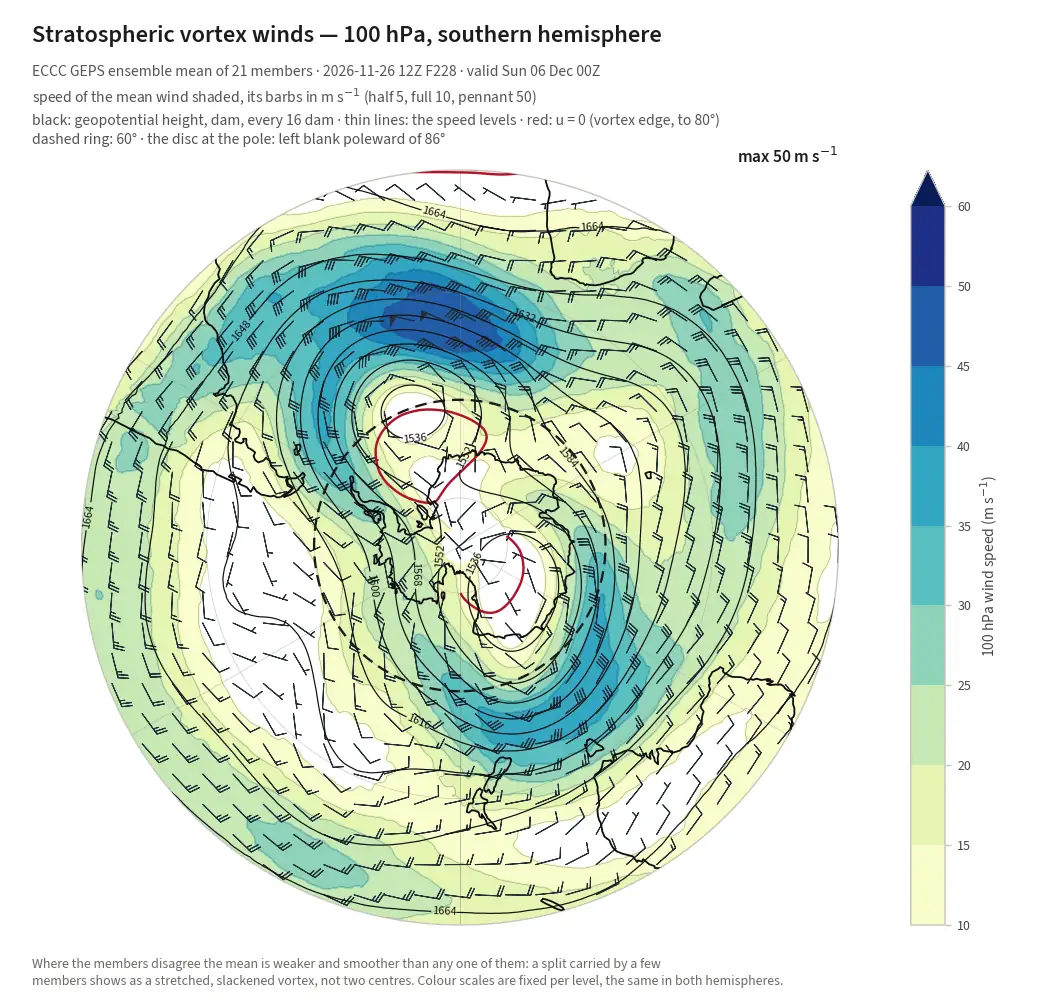 Stratospheric vortex winds — 100 hPa, southern hemisphere
ECCC GEPS ensemble mean of 21 members · 2026-11-26 12Z F228 · valid Sun 06 Dec 00Z
speed of the mean wind shaded, its barbs in m s⁻¹ (half 5, full 10, pennant 50)
black: geopotential height, dam, every 16 dam · thin lines: the speed levels · red: u = 0 (vortex edge, to 80°)
dashed ring: 60° · the disc at the pole: left blank poleward of 86°
max 50 m s⁻¹
1664
1664
1632
1648
1536
1552
1584
1664
1552
1536
1568
1600
1616
1664
60
50
45
40
35
30
25
20
15
10
100 hPa wind speed (m s⁻¹)
Where the members disagree the mean is weaker and smoother than any one of them: a split carried by a few
members shows as a stretched, slackened vortex, not two centres. Colour scales are fixed per level, the same in both hemispheres.